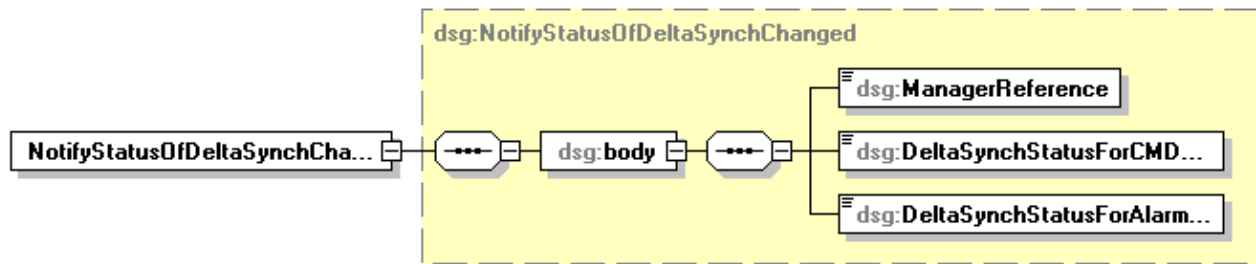 dsg:NotifyStatusOfDeltaSynchChanged
dsg:ManagerReference
NotifyStatusOfDeltaSynchCha...
dsg:body
dsg:DeltaSynchStatusForCMD...
dsg:DeltaSynchStatusForAlarm...